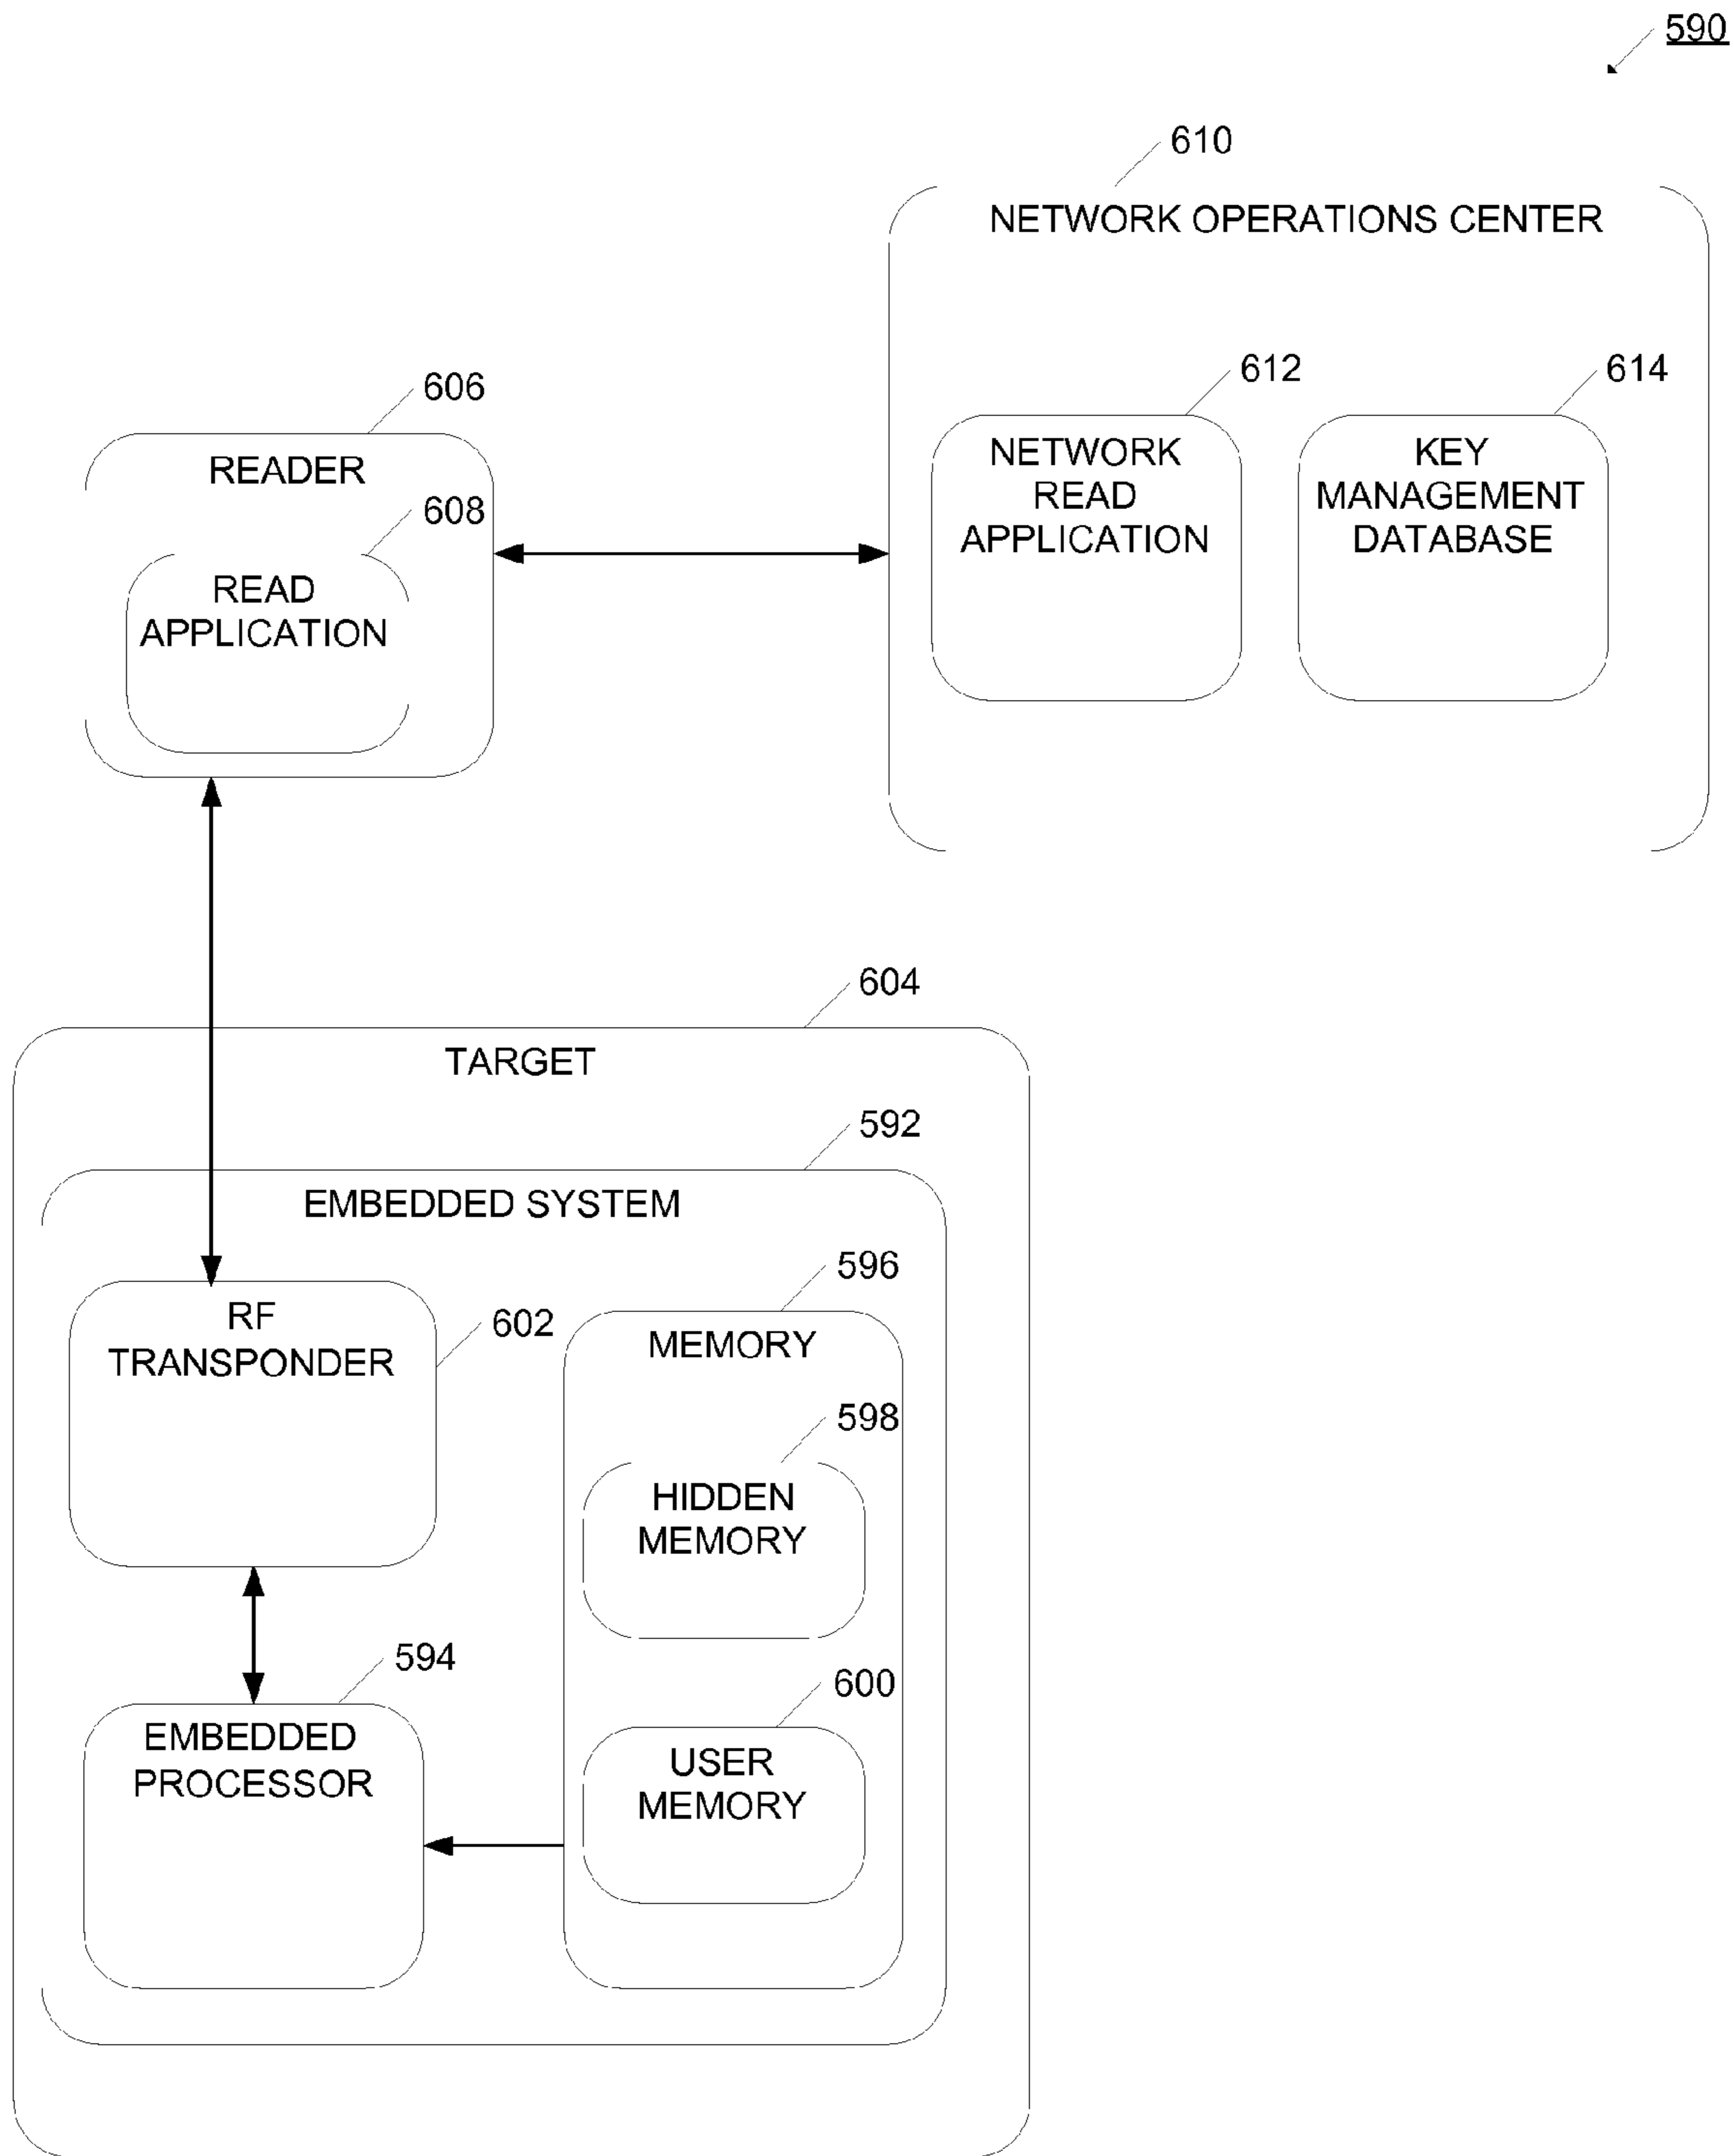 590
610
NETWORK OPERATIONS CENTER
612
614
NETWORK
READ
APPLICATION
KEY
MANAGEMENT
DATABASE
606
READER
608
READ
APPLICATION
604
TARGET
592
EMBEDDED SYSTEM
RF
TRANSPONDER
602
596
MEMORY
598
HIDDEN
MEMORY
594
EMBEDDED
PROCESSOR
600
USER
MEMORY